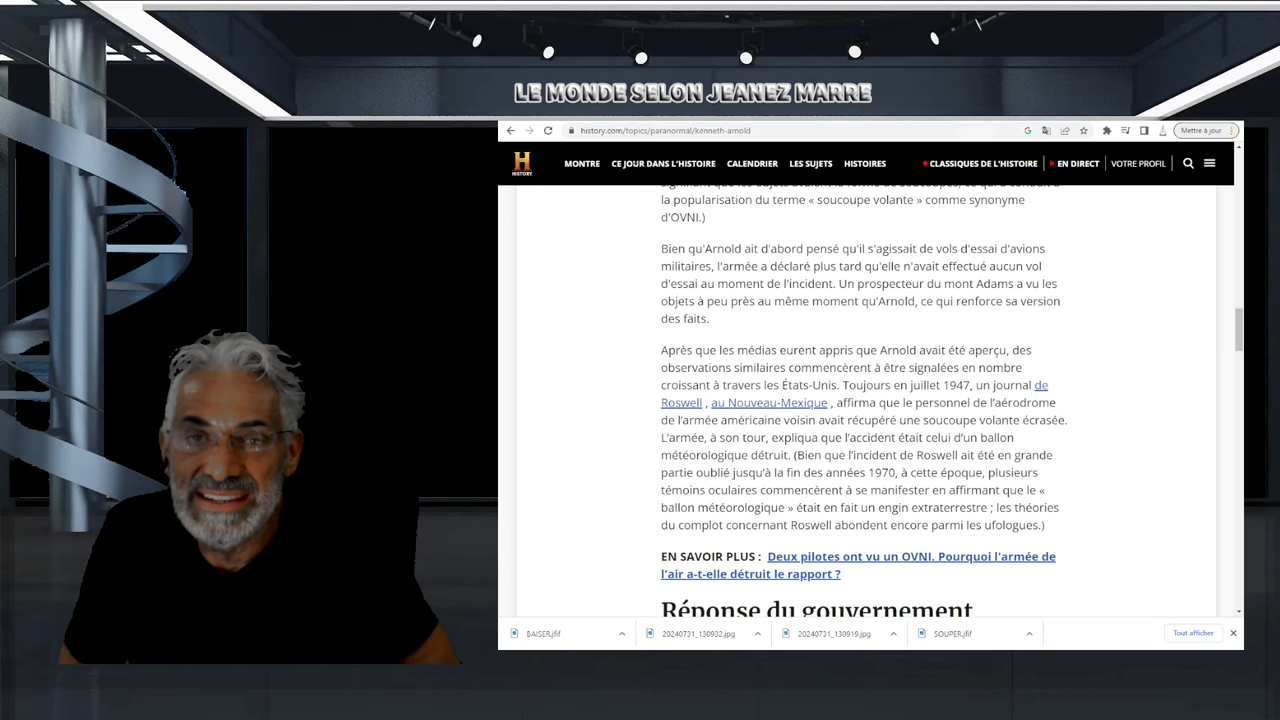 LE MONDE SELON JEANEZ MARRE
history.com/topics/paranormal/kenneth-arnold
Mettre à jour
H
HISTORY.
MONTRE CE JOUR DANS L'HISTOIRE CALENDRIER LES SUJETS HISTOIRES CLASSIQUES DE L'HISTOIRE EN DIRECT VOTRE PROFIL
signifiant que les objets avaient la forme de soucoupes, ce qui a conduit à
la popularisation du terme « soucoupe volante » comme synonyme
d'OVNI.)
Bien qu'Arnold ait d'abord pensé qu'il s'agissait de vols d'essai d'avions
militaires, l'armée a déclaré plus tard qu'elle n'avait effectué aucun vol
d'essai au moment de l'incident. Un prospecteur du mont Adams a vu les
objets à peu près au même moment qu'Arnold, ce qui renforce sa version
des faits.
Après que les médias eurent appris que Arnold avait été aperçu, des
observations similaires commencèrent à être signalées en nombre
croissant à travers les États-Unis. Toujours en juillet 1947, un journal de
Roswell , au Nouveau-Mexique , affirma que le personnel de l’aérodrome
de l’armée américaine voisin avait récupéré une soucoupe volante écrasée.
L’armée, à son tour, expliqua que l’accident était celui d’un ballon
météorologique détruit. (Bien que l’incident de Roswell ait été en grande
partie oublié jusqu’à la fin des années 1970, à cette époque, plusieurs
témoins oculaires commencèrent à se manifester en affirmant que le «
ballon météorologique » était en fait un engin extraterrestre ; les théories
du complot concernant Roswell abondent encore parmi les ufologues.)
EN SAVOIR PLUS : Deux pilotes ont vu un OVNI. Pourquoi l'armée de
l'air a-t-elle détruit le rapport ?
Réponse du gouvernement
BAISER.jfif 20240731_130932.jpg 20240731_130919.jpg SOUPER.jfif Tout afficher